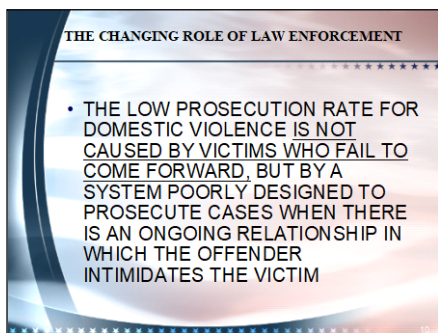 THE CHANGING ROLE OF LAW ENFORCEMENT
• THE LOW PROSECUTION RATE FOR
DOMESTIC VIOLENCE IS NOT
CAUSED BY VICTIMS WHO FAIL TO
COME FORWARD, BUT BY A
SYSTEM POORLY DESIGNED TO
PROSECUTE CASES WHEN THERE
IS AN ONGOING RELATIONSHIP IN
WHICH THE OFFENDER
INTIMIDATES THE VICTIM